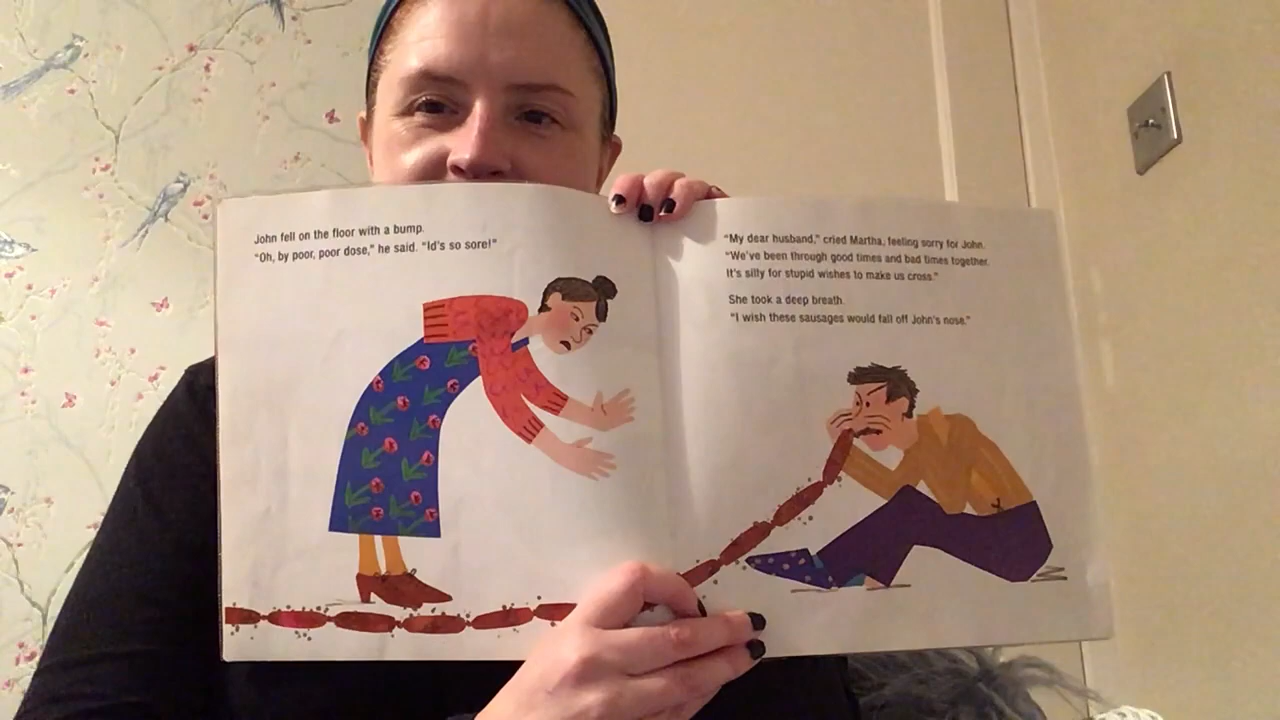 John fell on the floor with a bump.
"Oh, by poor, poor dose," he said. "Id's so sore!"
"My dear husband," cried Martha, feeling sorry for John.
"We've been through good times and bad times together.
It's silly for stupid wishes to make us cross."
She took a deep breath.
"I wish these sausages would fall off John's nose."